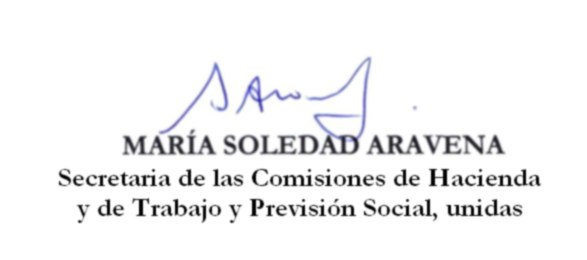 MARÍA SOLEDAD ARAVENA
Secretaria de las Comisiones de Hacienda
y de Trabajo y Previsión Social, unidas